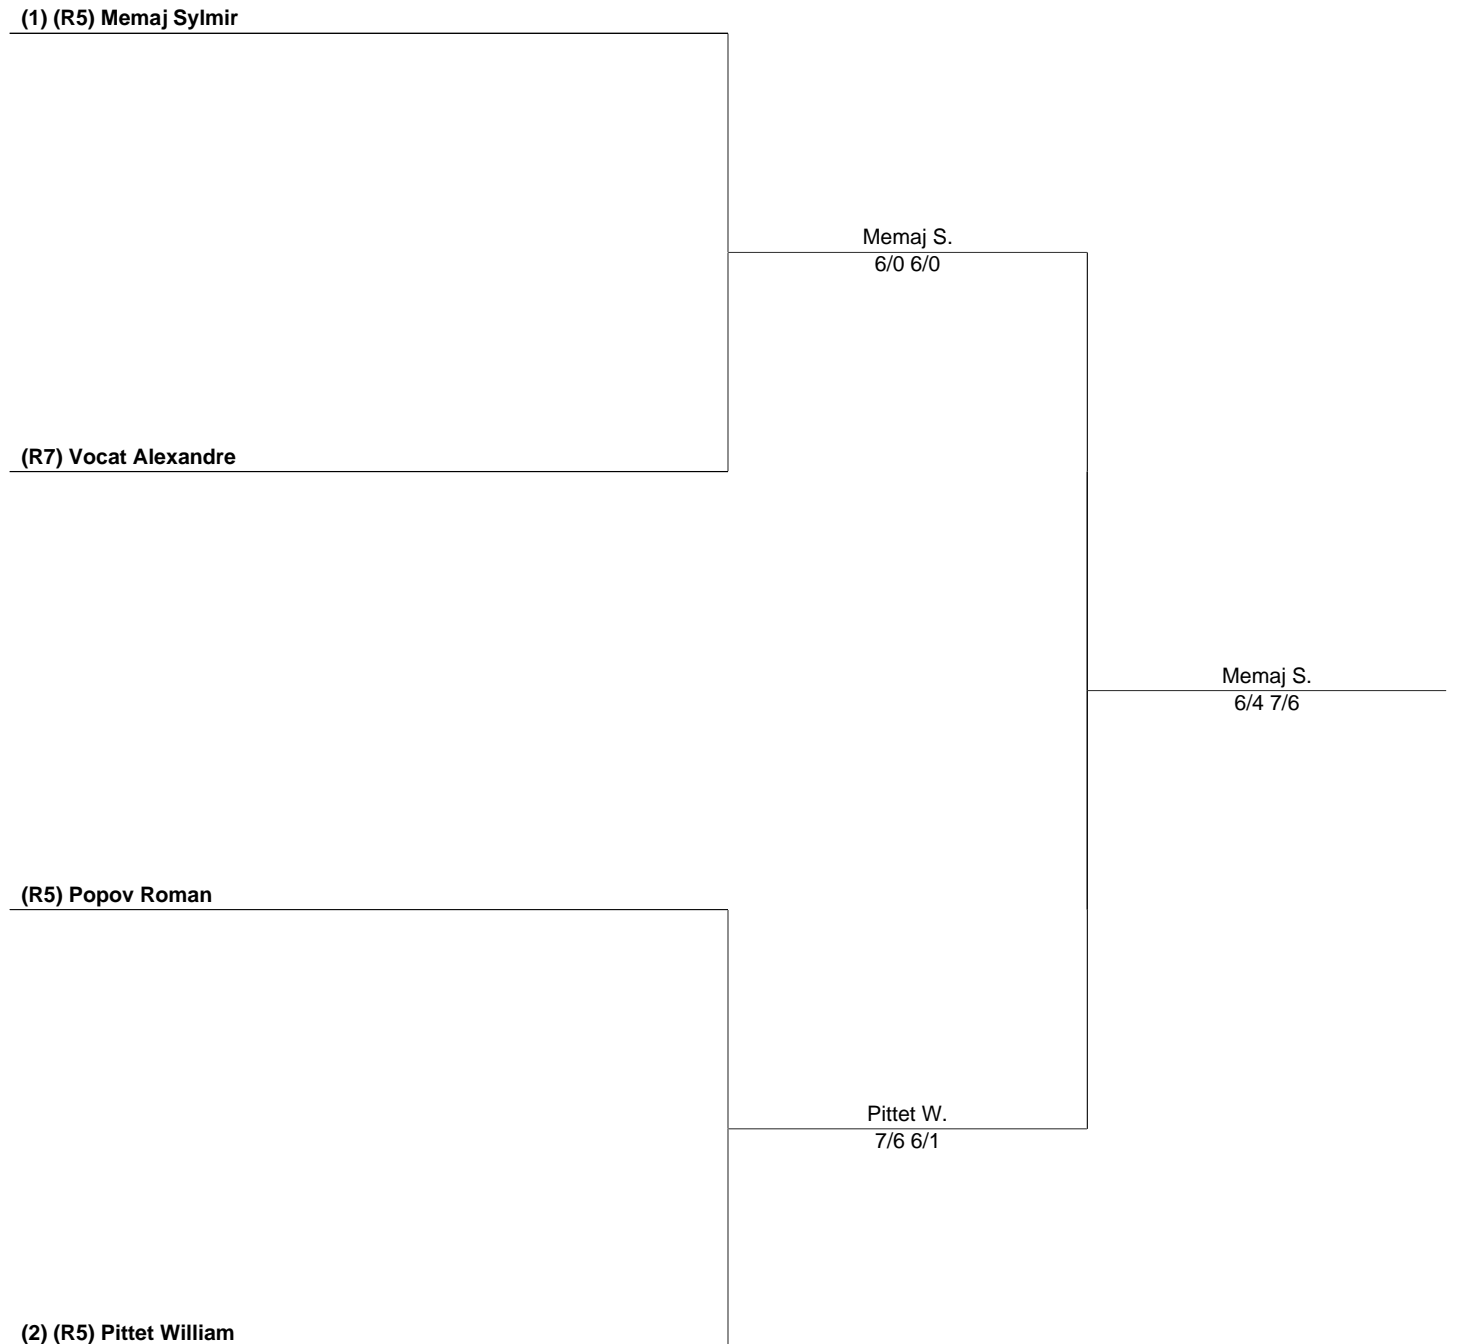 (1) (R5) Memaj Sylmir
Memaj S.
6/0 6/0
(R7) Vocat Alexandre
Memaj S.
6/4 7/6
(R5) Popov Roman
Pittet W.
7/6 6/1
(2) (R5) Pittet William